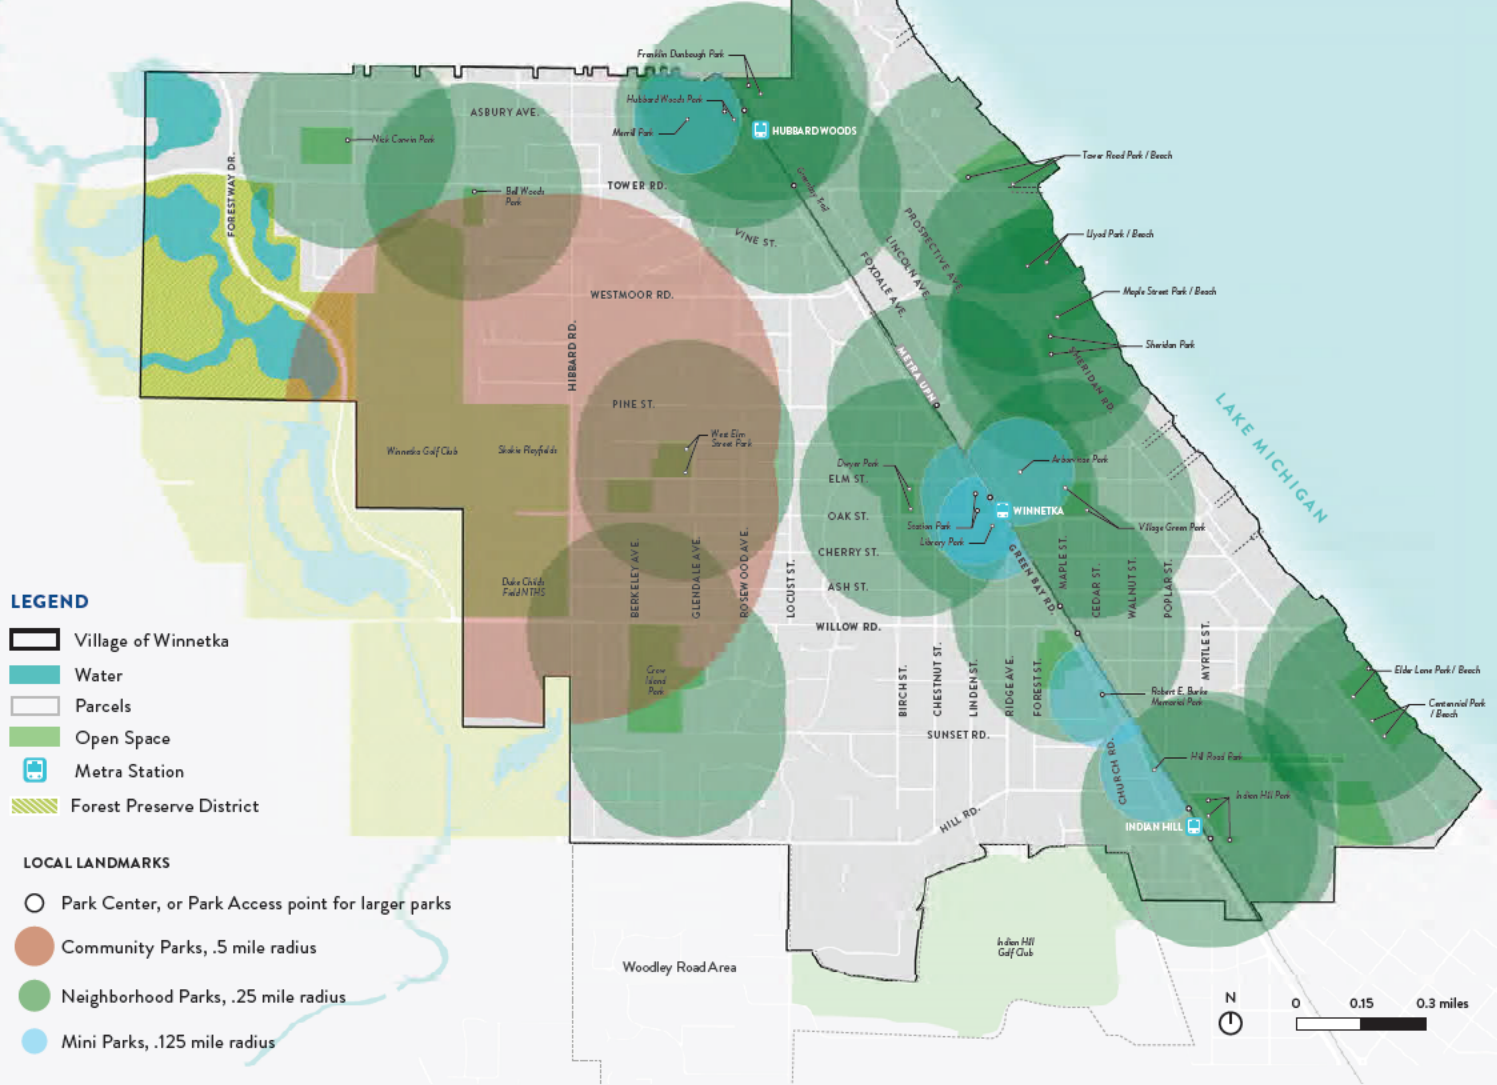 Franklin Dunbaugh Park
Hubbard Woods Park
Merrill Park
HUBBARD WOODS
ASBURY AVE.
Nick Corwin Park
Bell Woods
Park
TOWER RD.
Greenbay Trail
Tower Road Park / Beach
FORESTWAY DR.
VINE ST.
PROSPECTIVE AVE.
LINCOLN AVE.
FOXDALE AVE.
Llyod Park / Beach
WESTMOOR RD.
Maple Street Park / Beach
Sheridan Park
HIBBARD RD.
METRA UPN
SHERIDAN RD.
PINE ST.
LAKE MICHIGAN
Winnetka Golf Club
Skokie Playfields
West Elm
Street Park
Dwyer Park
ELM ST.
Arbor
Park
OAK ST.
Station Park
Library Park
WINNETKA
Village Green Park
CHERRY ST.
ASH ST.
GREEN BAY RD.
MAPLE ST.
CEDAR ST.
WALNUT ST.
POPLAR ST.
BERKELEY AVE.
GLENDALE AVE.
ROSEWOOD AVE.
LOCUST ST.
Duke Childs
Field NTHS
WILLOW RD.
Crow
Island
Park
BIRCH ST.
CHESTNUT ST.
LINDEN ST.
RIDGE AVE.
FOREST ST.
MYRTLE ST.
Elder Lane Park / Beach
Robert E. Burke
Memorial Park
Centennial Park
/ Beach
SUNSET RD.
CHURCH RD.
Hill Road Park
Indian Hill Park
HILL RD.
INDIAN HILL
Indian Hill
Golf Club
Woodley Road Area
LEGEND
Village of Winnetka
Water
Parcels
Open Space
Metra Station
Forest Preserve District
LOCAL LANDMARKS
Park Center, or Park Access point for larger parks
Community Parks, .5 mile radius
Neighborhood Parks, .25 mile radius
Mini Parks, .125 mile radius
N
0 0.15 0.3 miles